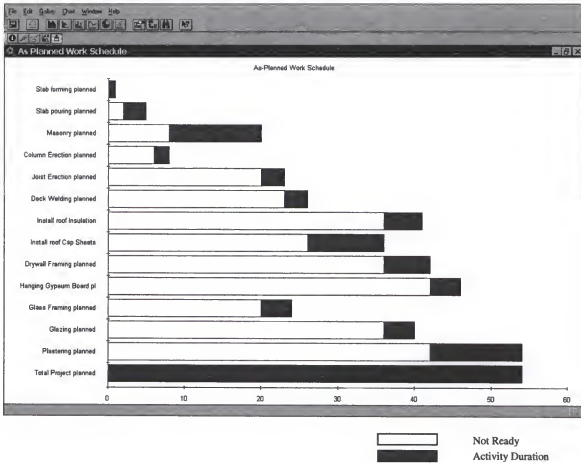 File Edit Gallery Chart Window Help
As Planned Work Schedule
As-Planned Work Schedule
Slab forming planned
Slab pouring planned
Masonry planned
Column Erection planned
Joist Erection planned
Deck Welding planned
Install roof Insulation
Install roof Cap Sheets
Drywall Framing planned
Hanging Gypsum Board pl
Glass Framing planned
Glazing planned
Plastering planned
Total Project planned
0 10 20 30 40 50 60
Not Ready
Activity Duration